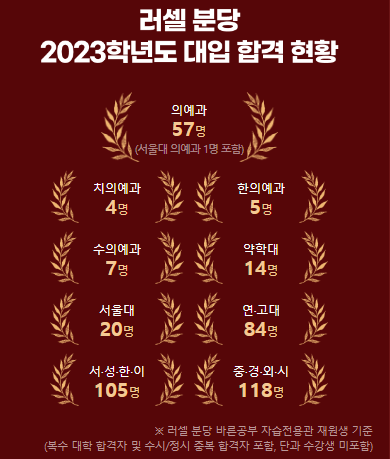 러셀 분당
2023학년도 대입 합격 현황
의예과
57명
(서울대 의예과 1명 포함)
치의예과
4명
한의예과
5명
수의예과
7명
약학대
14명
서울대
20명
연·고대
84명
서·성·한·이
105명
중·경·외·시
118명
※ 러셀 분당 바른공부 자습전용관 재원생 기준
(복수 대학 합격자 및 수시/정시 중복 합격자 포함, 단과 수강생 미포함)